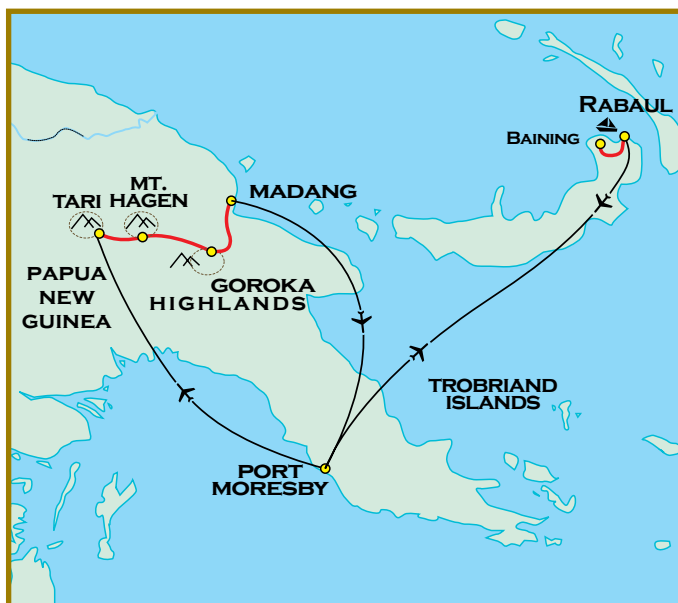 RABAUL
BAINING
MT.
HAGEN
TARI
MADANG
PAPUA
NEW
GUINEA
GOROKA
HIGHLANDS
TROBRIAND
ISLANDS
PORT
MORESBY